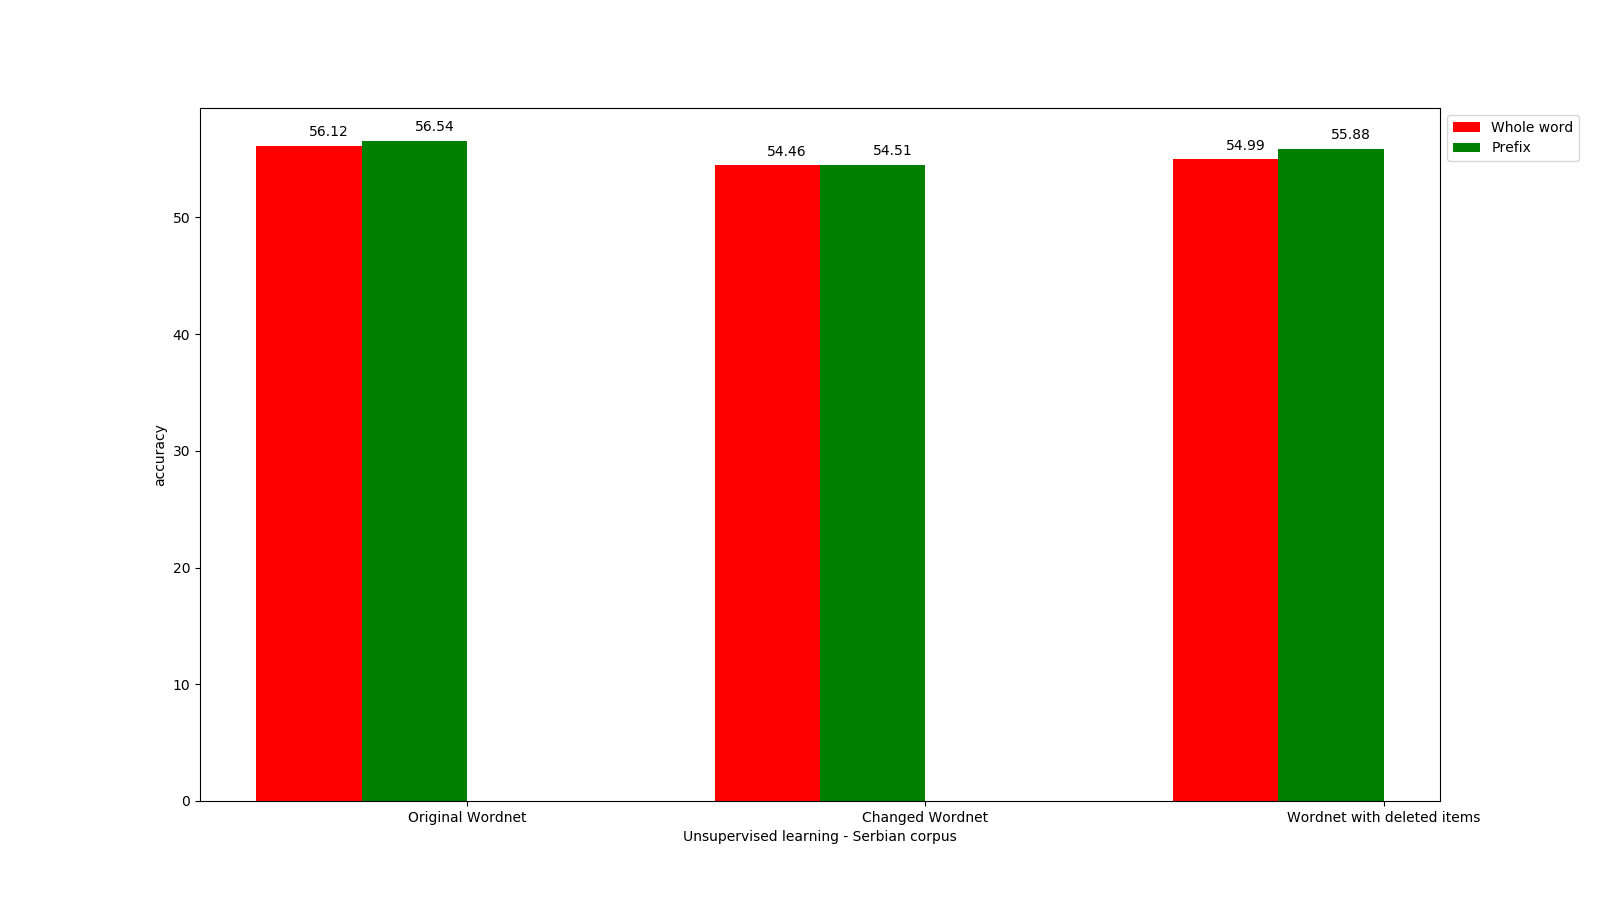 56.12
56.54
54.46
54.51
54.99
55.88
Whole word
Prefix
50
40
30
20
10
0
accuracy
Original Wordnet
Changed Wordnet
Wordnet with deleted items
Unsupervised learning - Serbian corpus